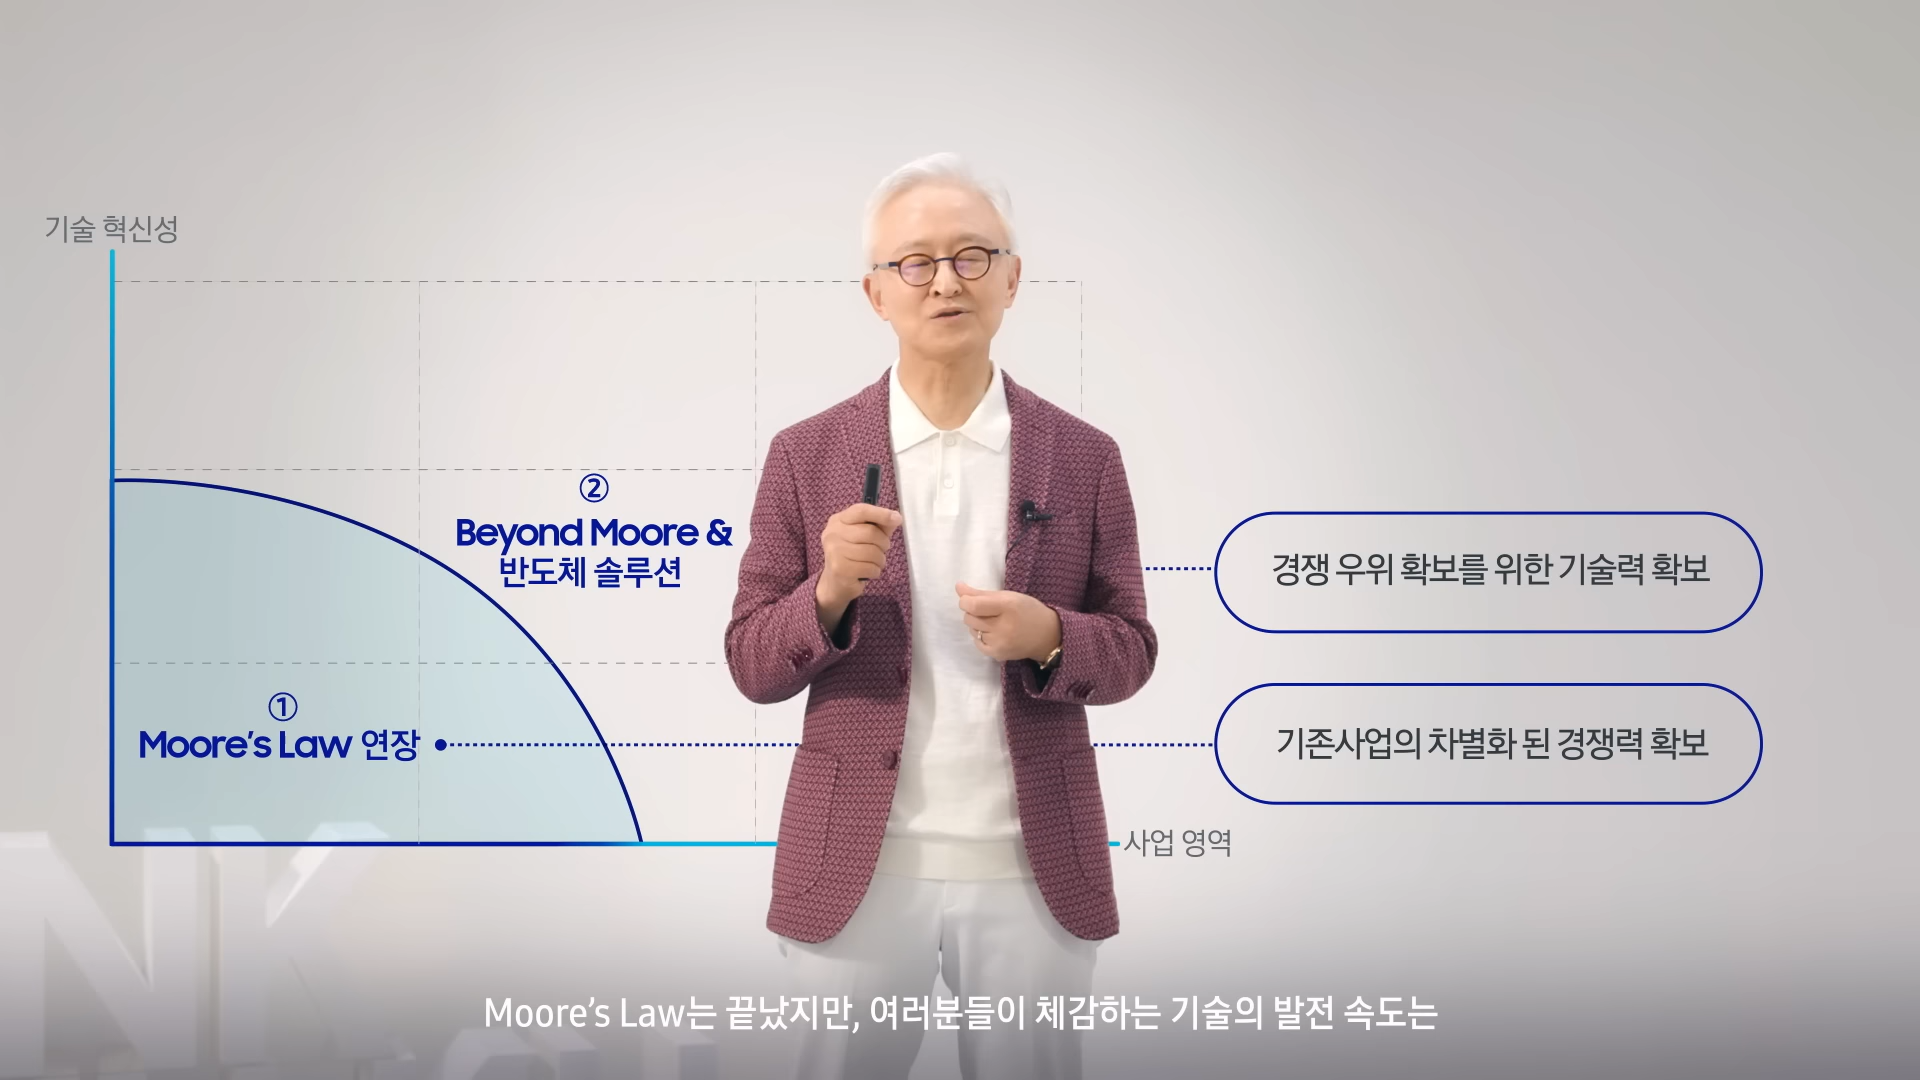 기술 혁신성
②
Beyond Moore &
반도체 솔루션
경쟁 우위 확보를 위한 기술력 확보
①
Moore's Law 연장
기존사업의 차별화 된 경쟁력 확보
사업 영역
NK
Moore's Law는 끝났지만, 여러분들이 체감하는 기술의 발전 속도는